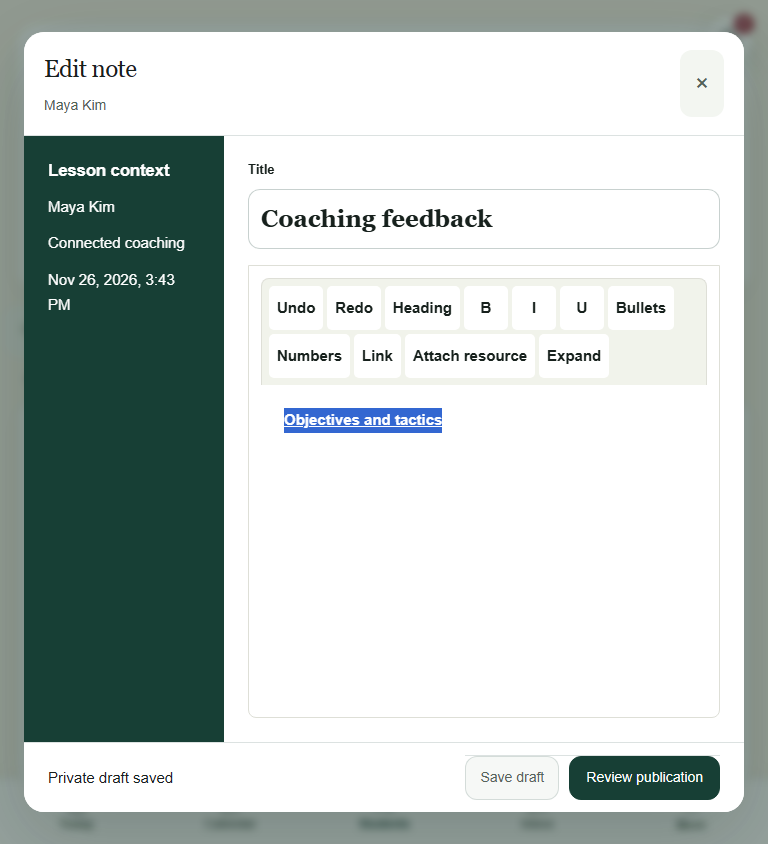 Edit note
Maya Kim
×
Lesson context
Maya Kim
Connected coaching
Nov 26, 2026, 3:43
PM
Title
Coaching feedback
Undo Redo Heading B I U Bullets
Numbers Link Attach resource Expand
Objectives and tactics
Private draft saved
Save draft
Review publication